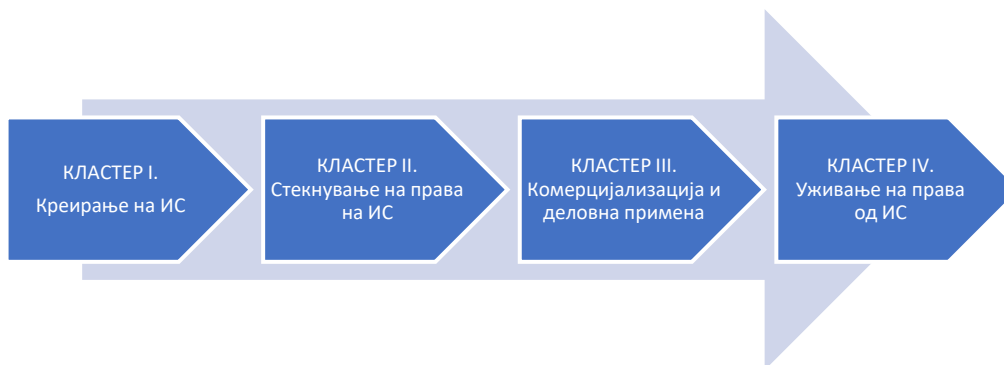 КЛАСТЕР I.
Креирање на ИС
КЛАСТЕР II.
Стекнување на права
на ИС
КЛАСТЕР III.
Комерцијализација и
деловна примена
КЛАСТЕР IV.
Уживање на права
од ИС